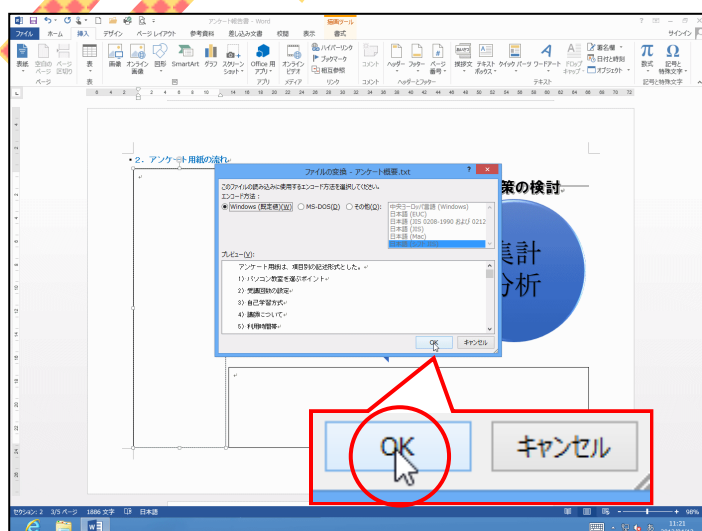 アンケート報告書 - Word
描画ツール
ファイル ホーム 挿入 デザイン ページ レイアウト 参考資料 差し込み文書 校閲 表示 書式 サインイン
表紙 空白の ページ
ページ 区切り
表
画像 オンライン 図形 SmartArt グラフ スクリーン
画像 ショット
Office 用 オンライン
アプリ ビデオ
ハイパーリンク
ブックマーク
相互参照
コメント
ヘッダー フッター ページ
番号
挨拶文 テキスト クイック パーツ ワードアート ドロップ
ボックス キャップ
署名欄
日付と時刻
オブジェクト
数式 記号と
特殊文字
ページ 表 図 アプリ メディア リンク コメント ヘッダーとフッター テキスト 記号と特殊文字
・2．アンケート用紙の流れ
策の検討
集計
分析
ファイルの変換 - アンケート概要.txt
このファイルの読み込みに使用するエンコード方法を選択してください。
エンコード方法：
Windows (既定値)(W) MS-DOS(D) その他(O):
中央ヨーロッパ言語 (Windows)
日本語 (EUC)
日本語 (JIS 0208-1990 および 0212
日本語 (JIS)
日本語 (Mac)
プレビュー(V):
アンケート用紙は、項目別の記述形式とした。
1) パソコン教室を選ぶポイント
2) 受講回数の設定
3) 自己学習方式
4) 講師について
5) 利用時間帯
OK キャンセル
OK キャンセル
セクション: 2 3/5 ページ 1886 文字 日本語 98%
11:21